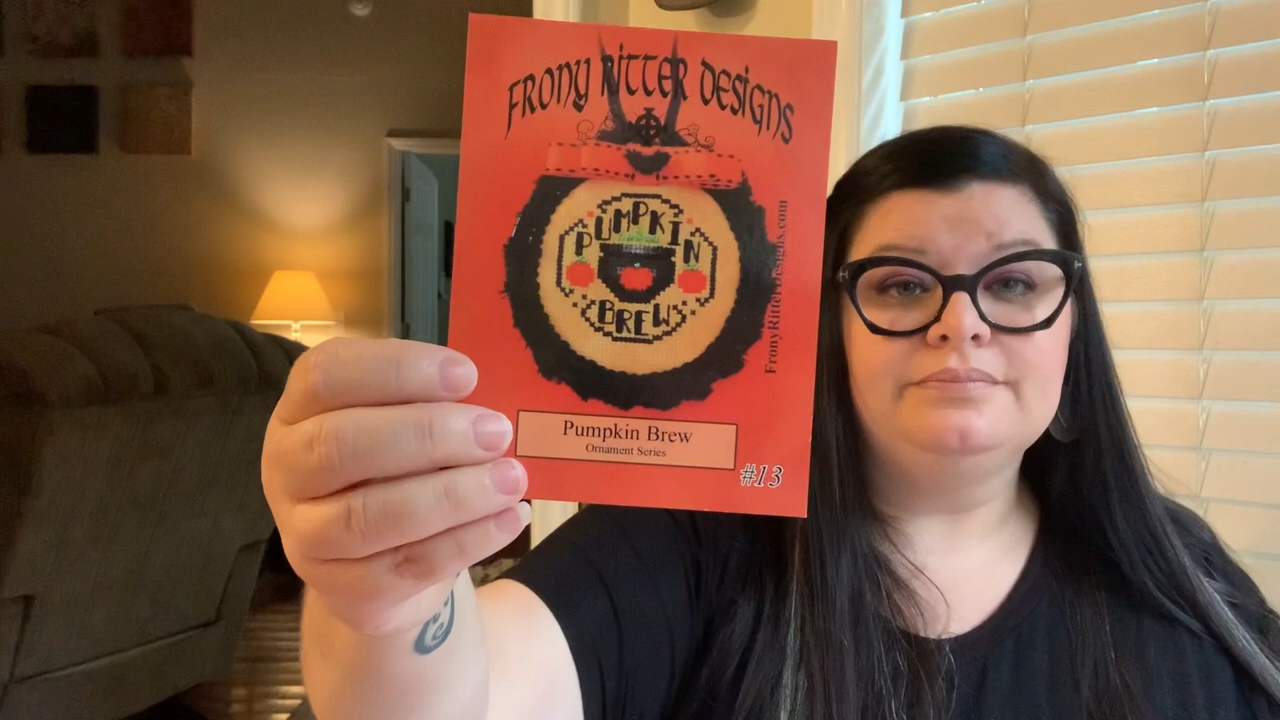 FRONY RITTER DESIGNS
PUMPKIN
BREW
FronyRitterDesigns.com
Pumpkin Brew
Ornament Series
#13